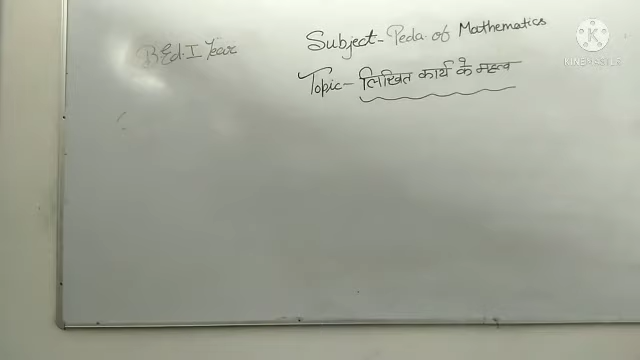 B.Ed. I Year
Subject - Peda. of Mathematics
Topic - लिखित कार्य के महत्व
KINEMASTER